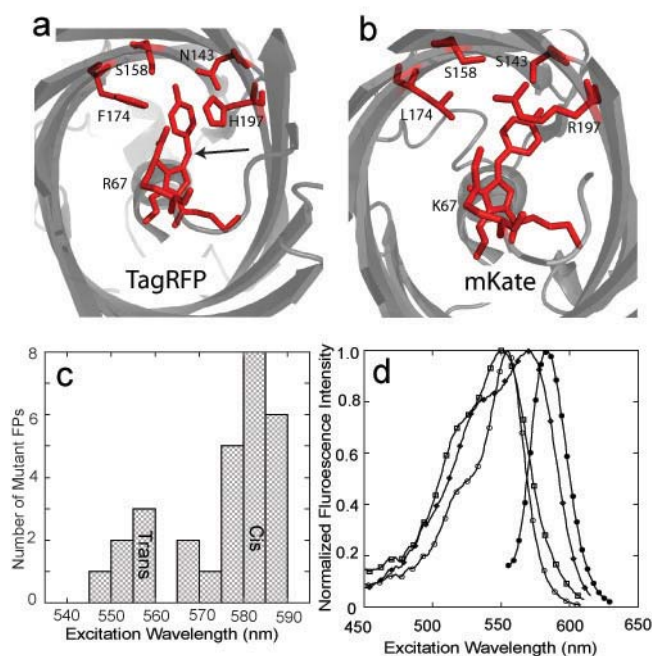 a
N143
S158
F174
H197
R67
TagRFP
b
S158
S143
L174
R197
K67
mKate
c
Number of Mutant FPs
8
6
4
2
0
Trans
Cis
540 550 560 570 580 590
Excitation Wavelength (nm)
d
Normalized Fluroescence Intensity
1.0
0.8
0.6
0.4
0.2
450 500 550 600 650
Excitation Wavelength (nm)